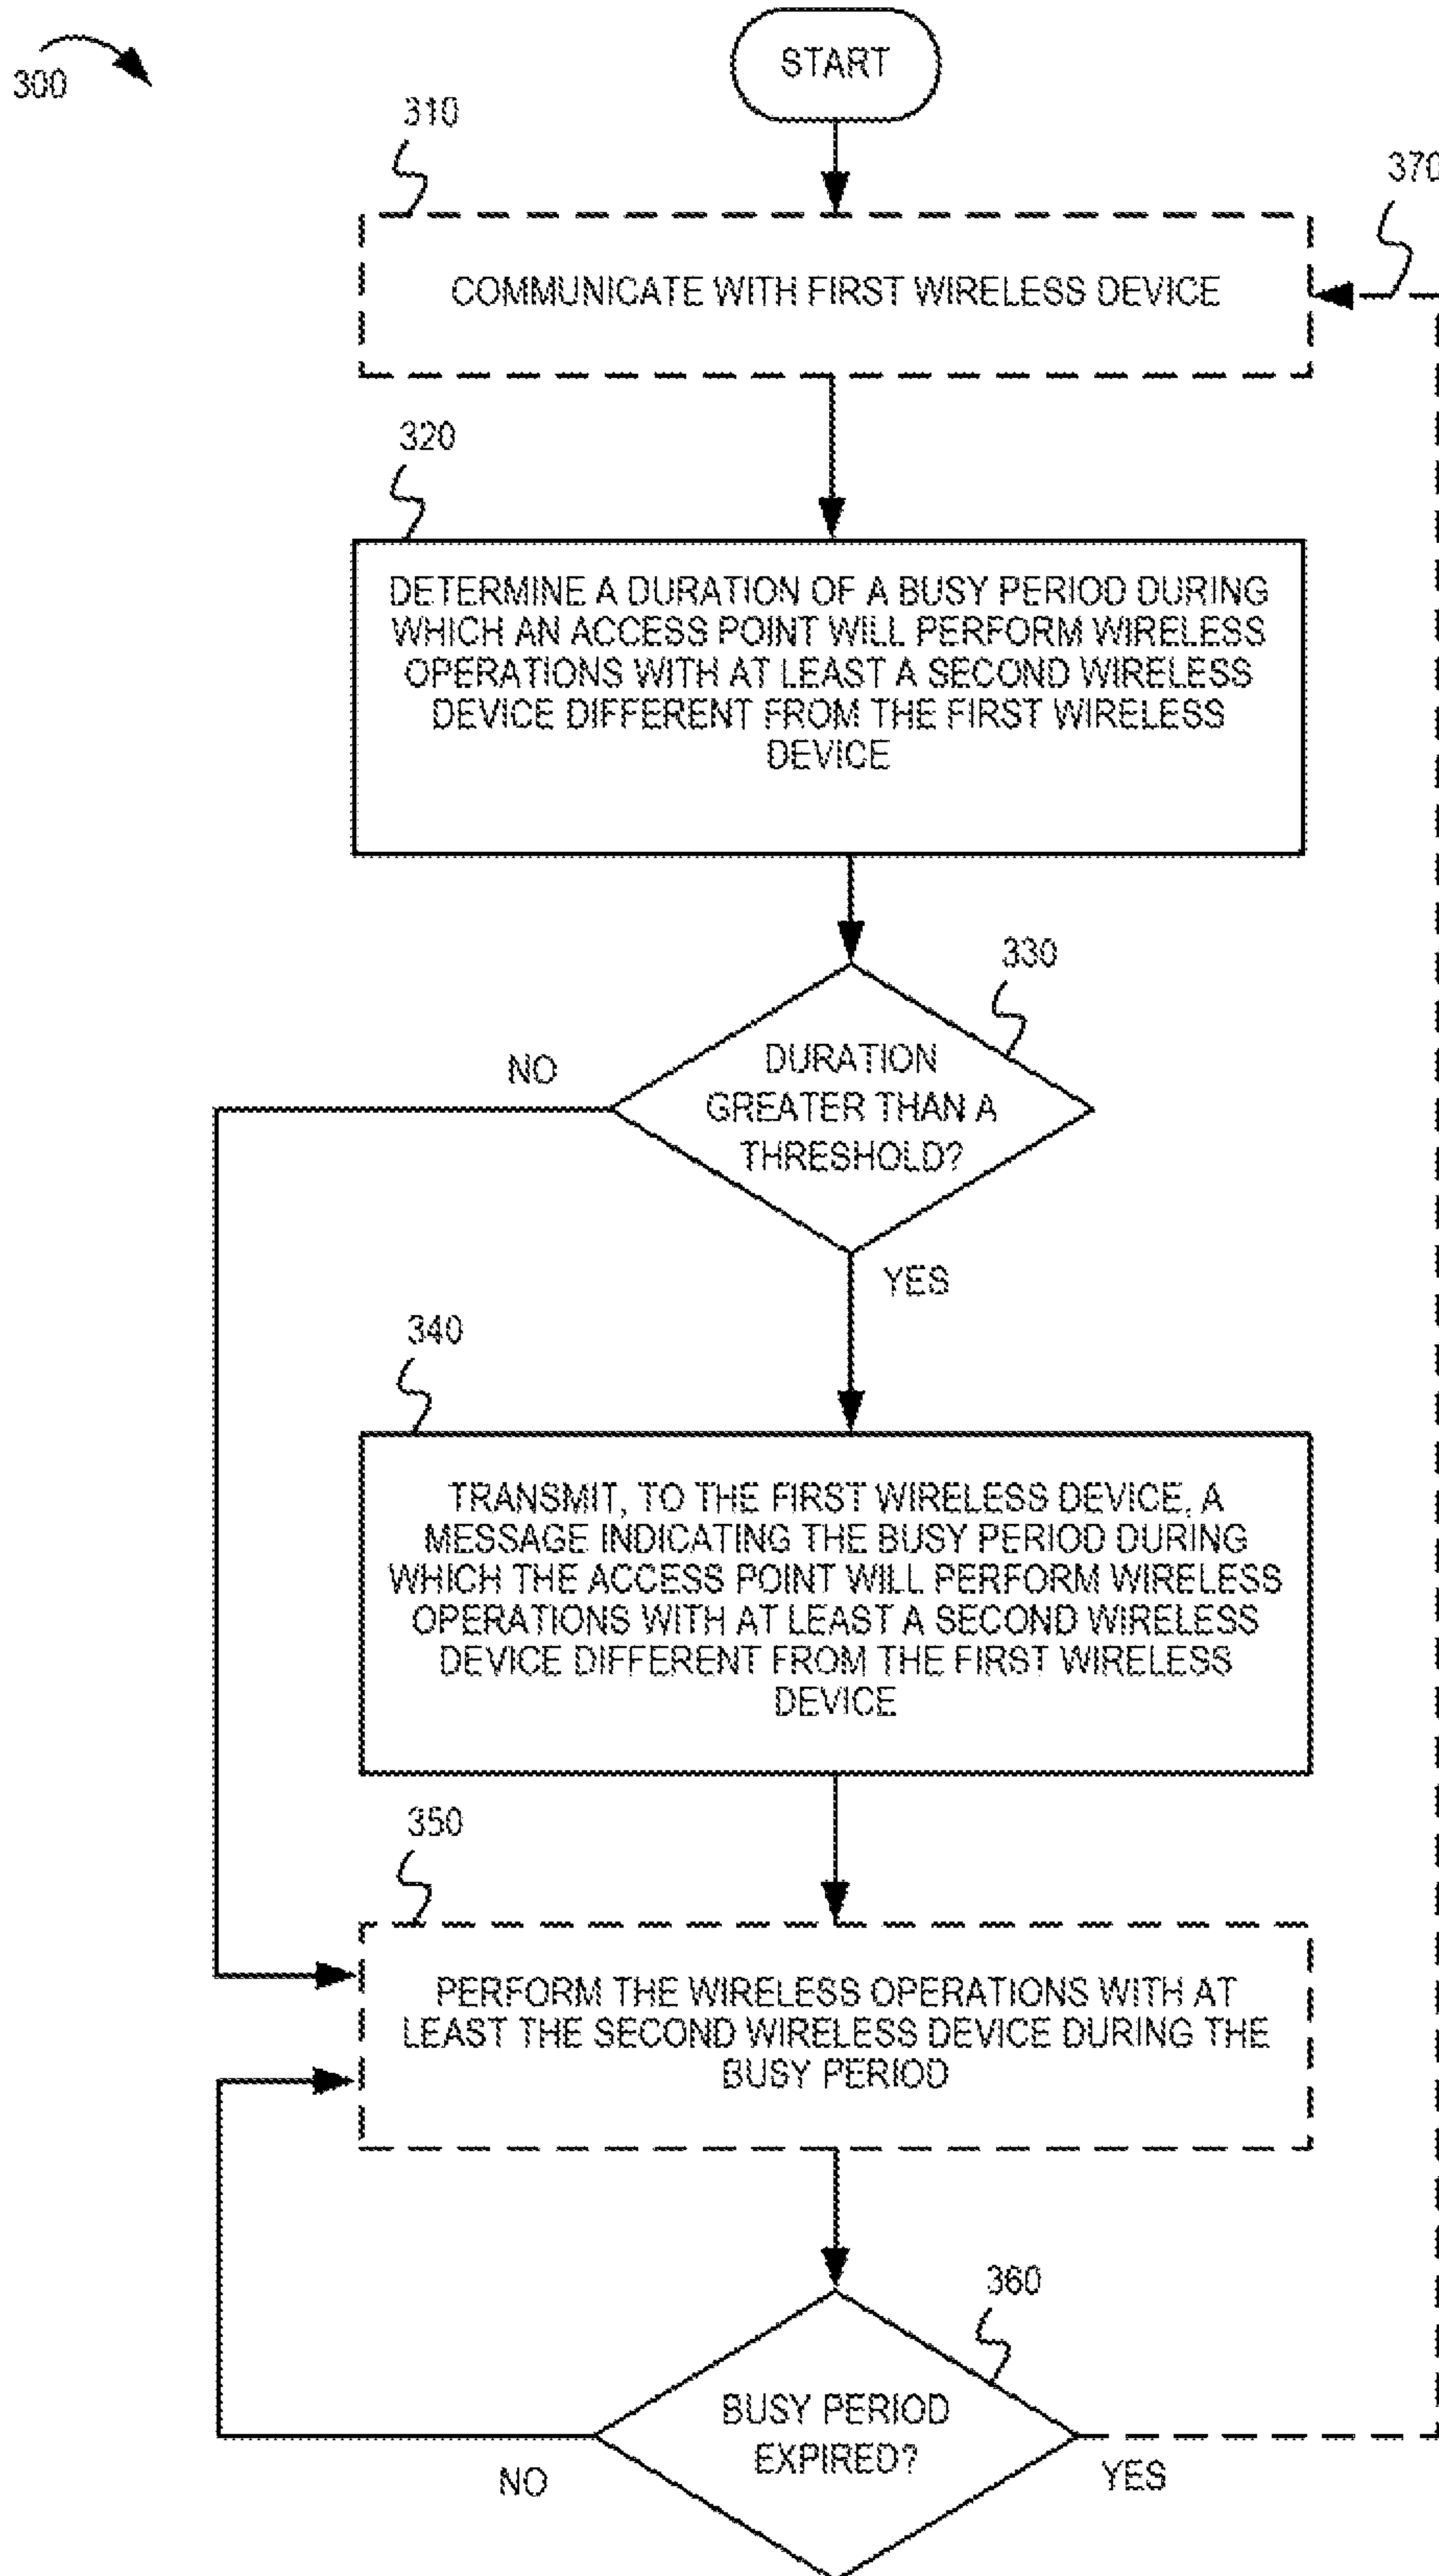 300
START
310
370
COMMUNICATE WITH FIRST WIRELESS DEVICE
320
DETERMINE A DURATION OF A BUSY PERIOD DURING
WHICH AN ACCESS POINT WILL PERFORM WIRELESS
OPERATIONS WITH AT LEAST A SECOND WIRELESS
DEVICE DIFFERENT FROM THE FIRST WIRELESS
DEVICE
330
NO
DURATION
GREATER THAN A
THRESHOLD?
YES
340
TRANSMIT, TO THE FIRST WIRELESS DEVICE, A
MESSAGE INDICATING THE BUSY PERIOD DURING
WHICH THE ACCESS POINT WILL PERFORM WIRELESS
OPERATIONS WITH AT LEAST A SECOND WIRELESS
DEVICE DIFFERENT FROM THE FIRST WIRELESS
DEVICE
350
PERFORM THE WIRELESS OPERATIONS WITH AT
LEAST THE SECOND WIRELESS DEVICE DURING THE
BUSY PERIOD
360
BUSY PERIOD
EXPIRED?
NO
YES